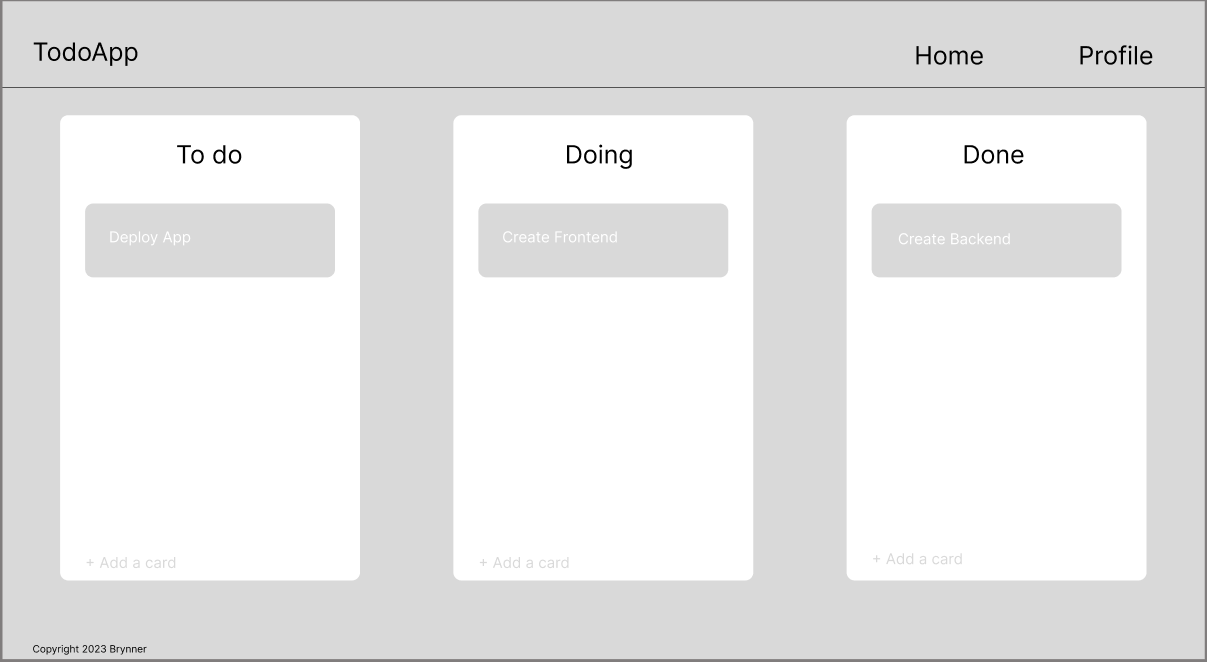 TodoApp
Home
Profile
To do
Deploy App
+ Add a card
Doing
Create Frontend
+ Add a card
Done
Create Backend
+ Add a card
Copyright 2023 Brynner